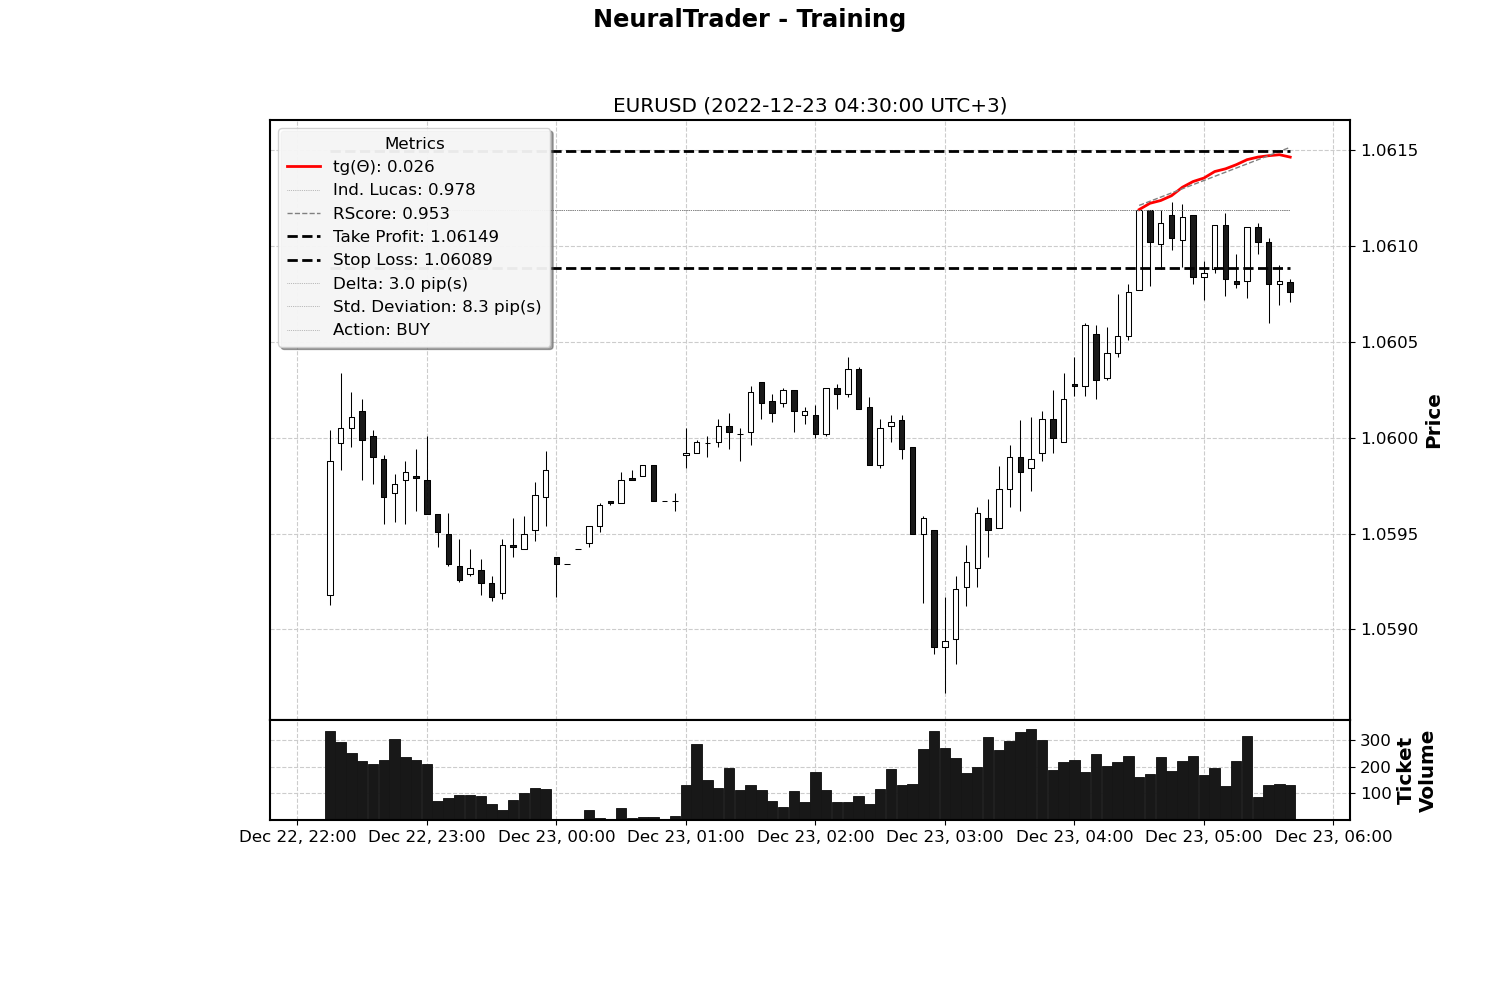 NeuralTrader - Training
EURUSD (2022-12-23 04:30:00 UTC+3)
Metrics
tg(Θ): 0.026
Ind. Lucas: 0.978
RScore: 0.953
Take Profit: 1.06149
Stop Loss: 1.06089
Delta: 3.0 pip(s)
Std. Deviation: 8.3 pip(s)
Action: BUY
1.0615
1.0610
1.0605
1.0600
1.0595
1.0590
Price
300
200
100
Ticket
Volume
Dec 22, 22:00 Dec 22, 23:00 Dec 23, 00:00 Dec 23, 01:00 Dec 23, 02:00 Dec 23, 03:00 Dec 23, 04:00 Dec 23, 05:00 Dec 23, 06:00